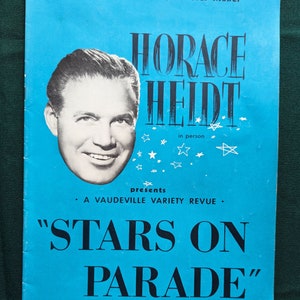 HORACE
HEIDT
in person
presents
· A VAUDEVILLE VARIETY REVUE ·
"STARS ON
PARADE"